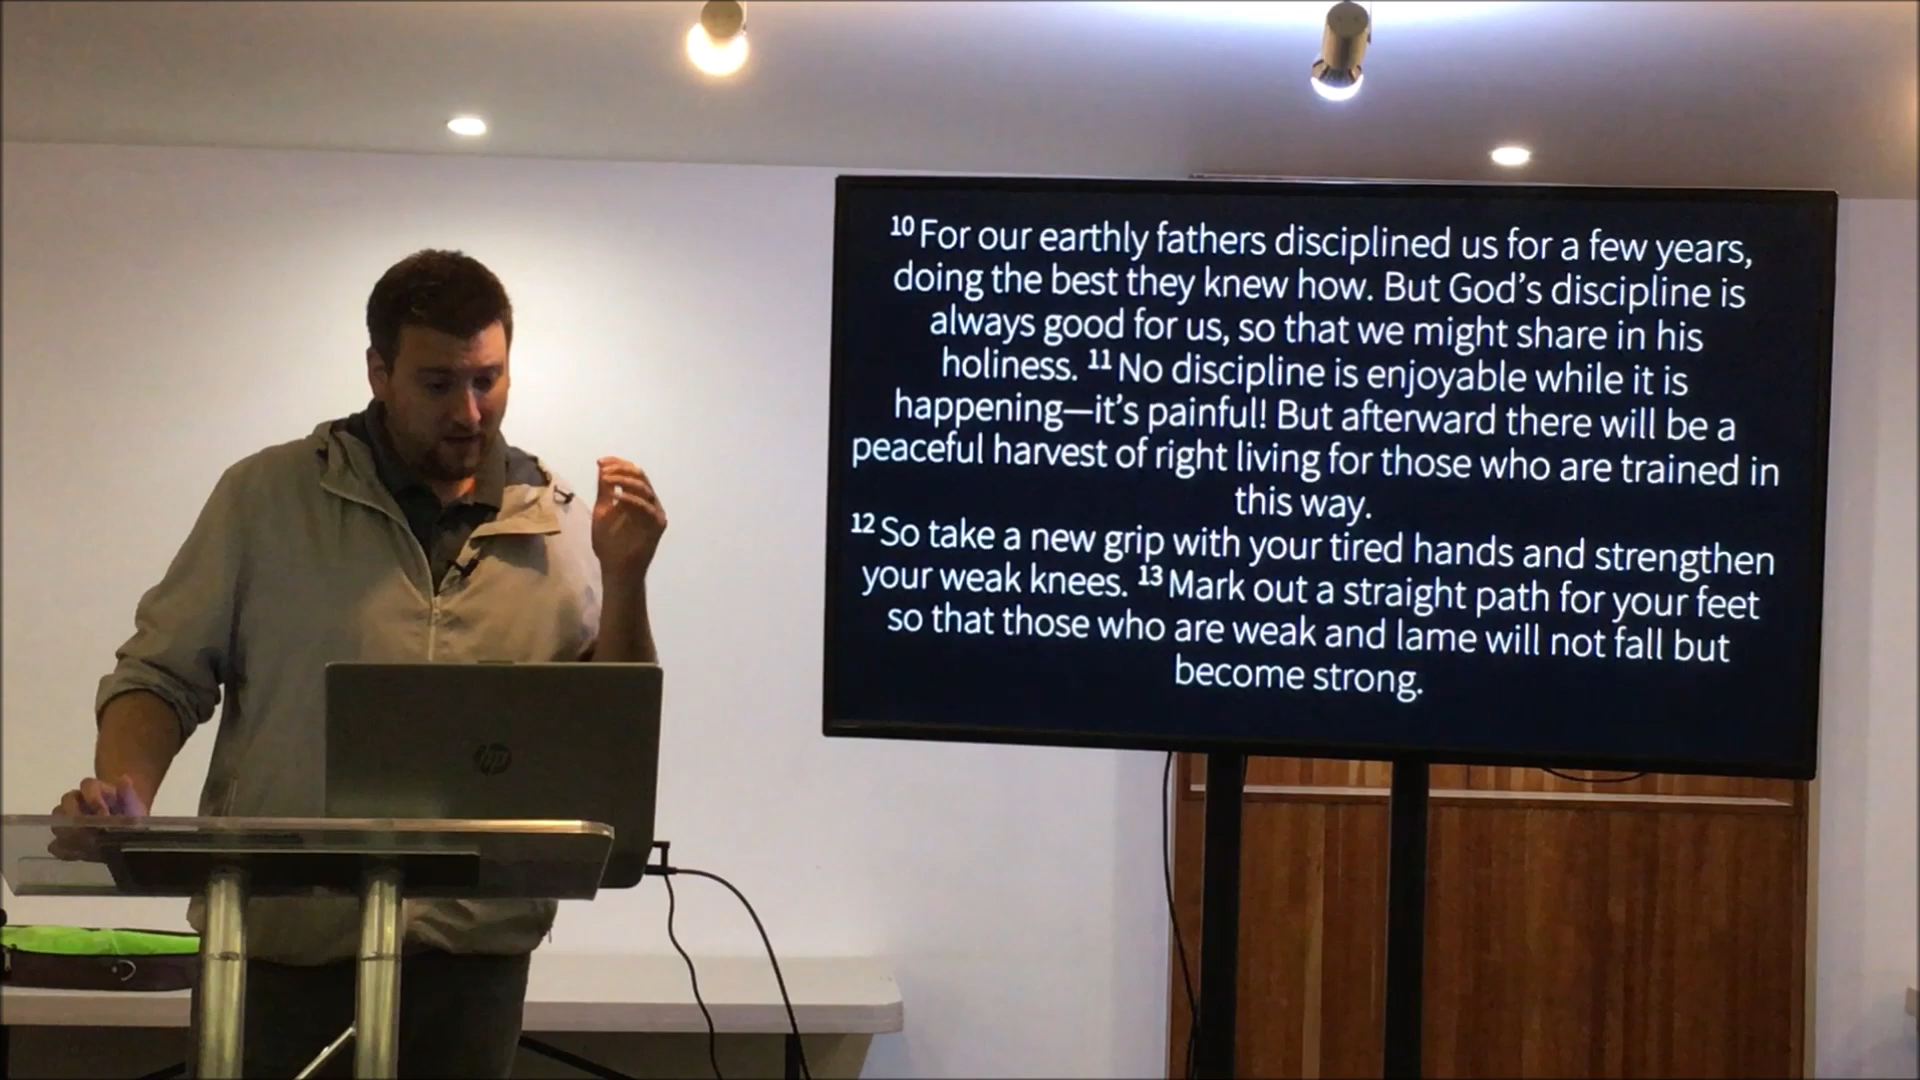 10 For our earthly fathers disciplined us for a few years,
doing the best they knew how. But God’s discipline is
always good for us, so that we might share in his
holiness. 11 No discipline is enjoyable while it is
happening—it’s painful! But afterward there will be a
peaceful harvest of right living for those who are trained in
this way.
12 So take a new grip with your tired hands and strengthen
your weak knees. 13 Mark out a straight path for your feet
so that those who are weak and lame will not fall but
become strong.
hp